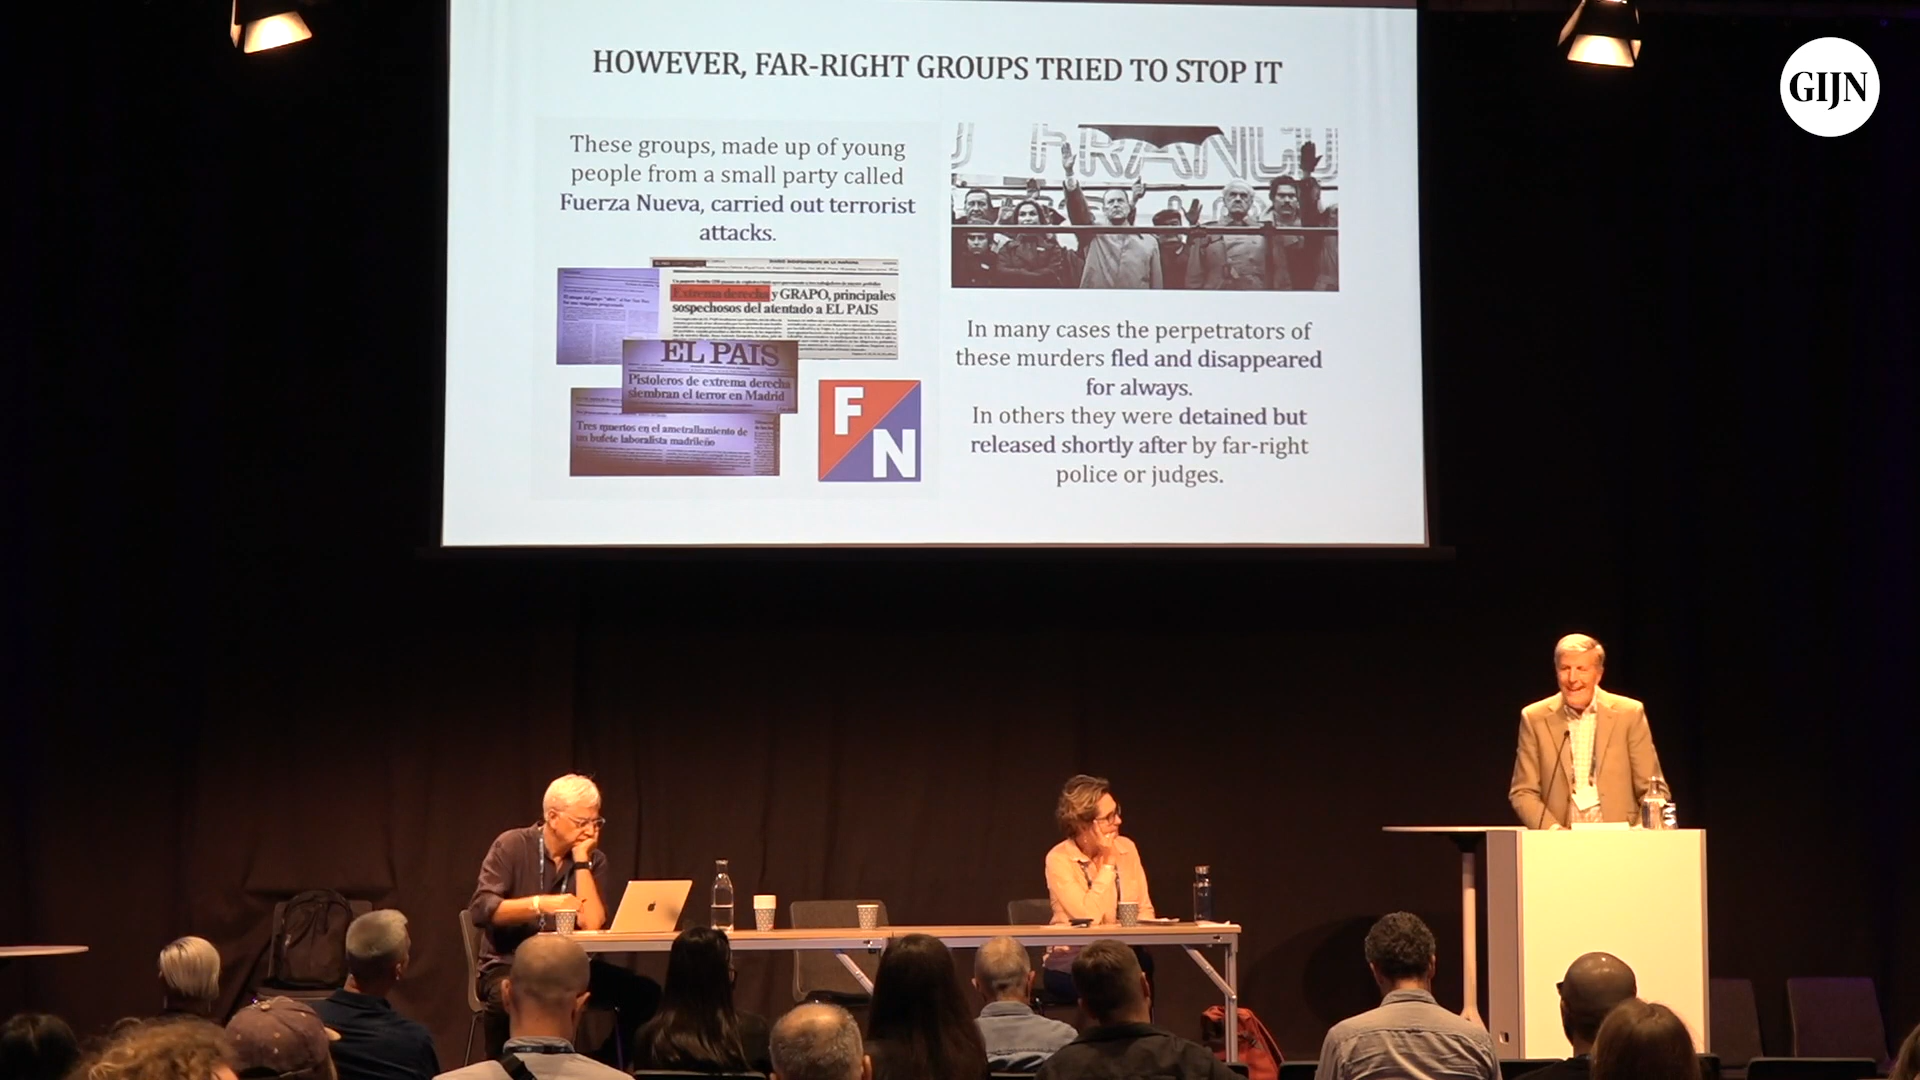 HOWEVER, FAR-RIGHT GROUPS TRIED TO STOP IT
GIJN
These groups, made up of young
people from a small party called
Fuerza Nueva, carried out terrorist
attacks.
Extrema derecha y GRAPO, principales
sospechosos del atentado a EL PAIS
EL PAIS
Pistoleros de extrema derecha
siembran el terror en Madrid
Tres muertos en el ametrallamiento de
un bufete laboralista madrileño
F
N
FRANCO
In many cases the perpetrators of
these murders fled and disappeared
for always.
In others they were detained but
released shortly after by far-right
police or judges.